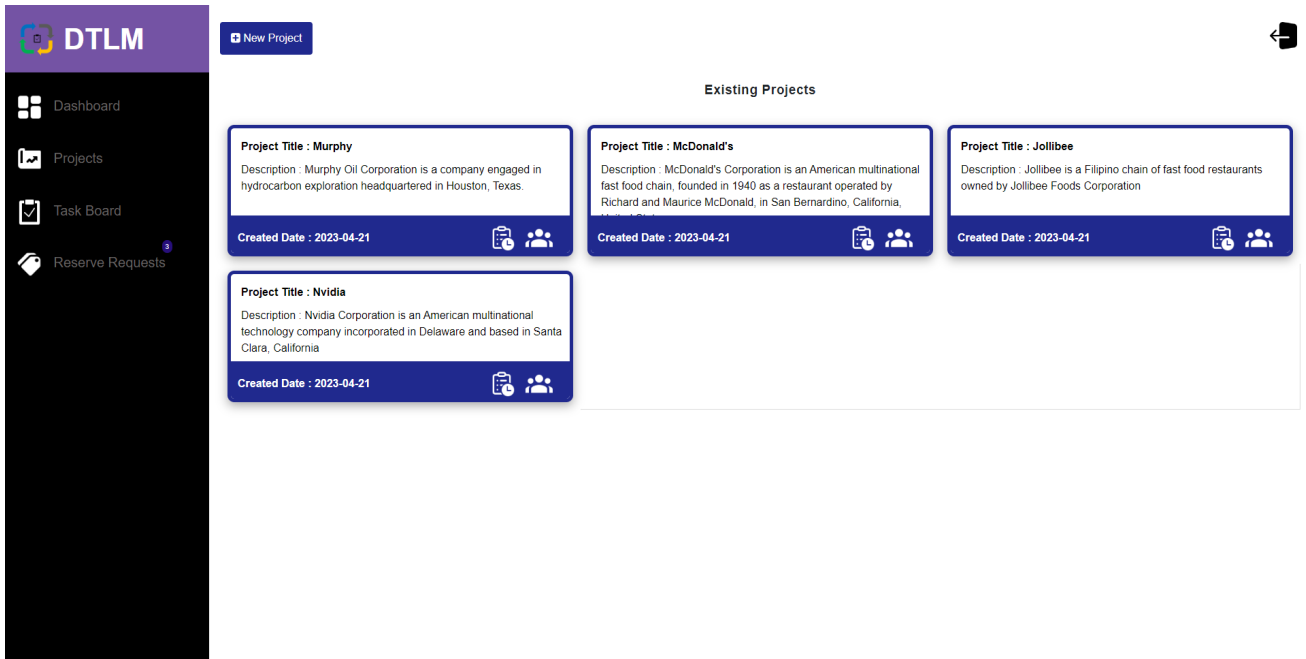 DTLM
New Project
Dashboard
Projects
Task Board
3
Reserve Requests
Existing Projects
Project Title : Murphy
Description : Murphy Oil Corporation is a company engaged in
hydrocarbon exploration headquartered in Houston, Texas.
Created Date : 2023-04-21
Project Title : McDonald's
Description : McDonald's Corporation is an American multinational
fast food chain, founded in 1940 as a restaurant operated by
Richard and Maurice McDonald, in San Bernardino, California,
Created Date : 2023-04-21
Project Title : Jollibee
Description : Jollibee is a Filipino chain of fast food restaurants
owned by Jollibee Foods Corporation
Created Date : 2023-04-21
Project Title : Nvidia
Description : Nvidia Corporation is an American multinational
technology company incorporated in Delaware and based in Santa
Clara, California
Created Date : 2023-04-21